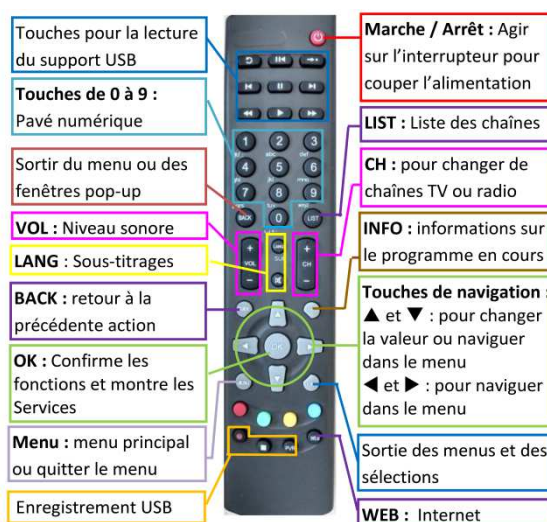 Touches pour la lecture
du support USB
Touches de 0 à 9 :
Pavé numérique
Sortir du menu ou des
fenêtres pop-up
VOL : Niveau sonore
LANG : Sous-titrages
BACK : retour à la
précédente action
OK : Confirme les
fonctions et montre les
Services
Menu : menu principal
ou quitter le menu
Enregistrement USB
1 2 3
4 5 6
7 8 9
BACK 0 LIST
+ +
VOL CH
- -
OK
Marche / Arrêt : Agir
sur l'interrupteur pour
couper l'alimentation
LIST : Liste des chaînes
CH : pour changer de
chaînes TV ou radio
INFO : informations sur
le programme en cours
Touches de navigation :
▲ et ▼ : pour changer
la valeur ou naviguer
dans le menu
◀ et ▶ : pour naviguer
dans le menu
Sortie des menus et des
sélections
WEB : Internet